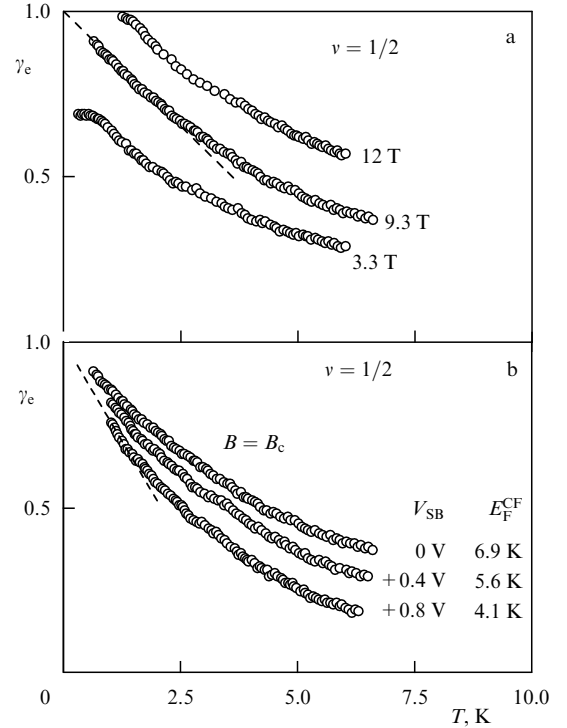 1.0
ν = 1/2
a
γe
0.5
12 T
9.3 T
3.3 T
1.0
ν = 1/2
b
γe
B = Bc
0.5
VSB
EFCF
0 V
6.9 K
+0.4 V
5.6 K
+0.8 V
4.1 K
0
2.5
5.0
7.5
10.0
T, K